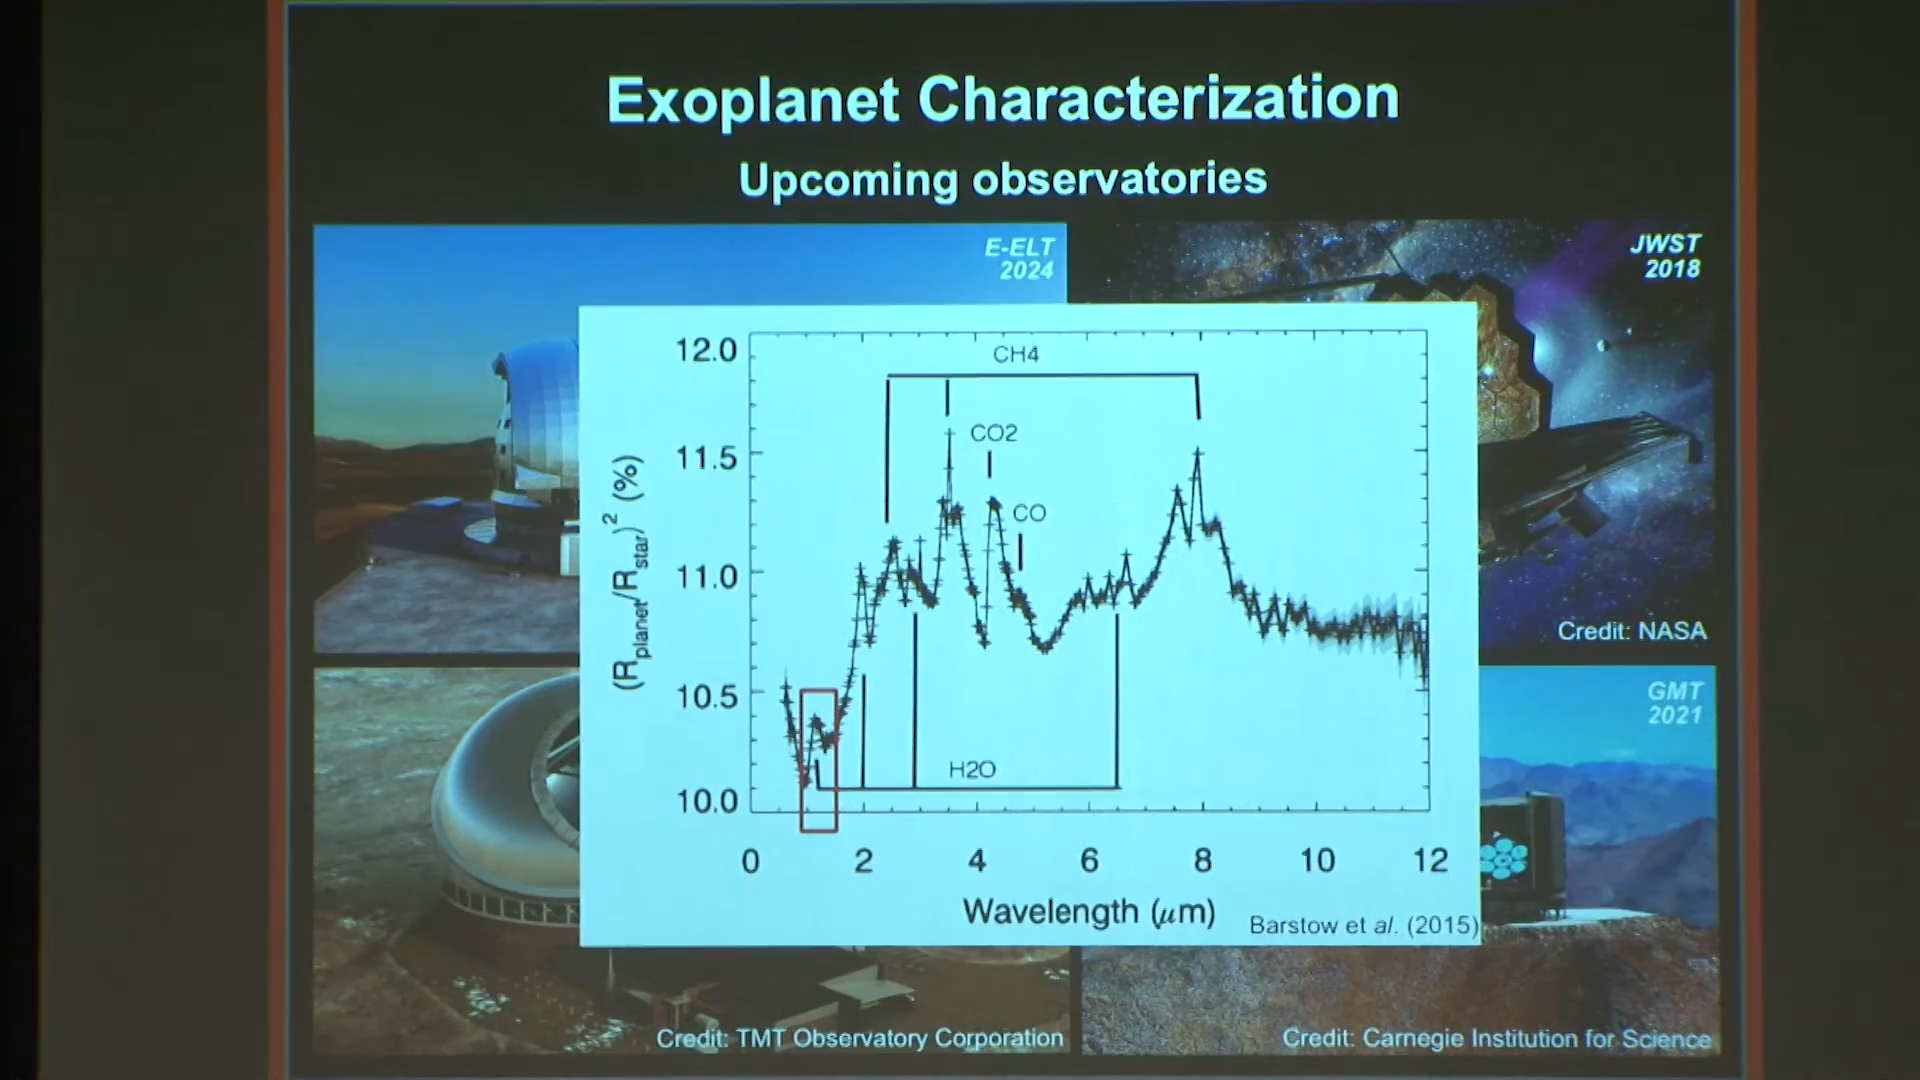 Exoplanet Characterization
Upcoming observatories
E-ELT
2024
JWST
2018
12.0
11.5
11.0
10.5
10.0
(Rplanet/Rstar)2 (%)
CH4
CO2
CO
H2O
0 2 4 6 8 10 12
Wavelength (μm)
Barstow et al. (2015)
Credit: NASA
GMT
2021
Credit: TMT Observatory Corporation
Credit: Carnegie Institution for Science